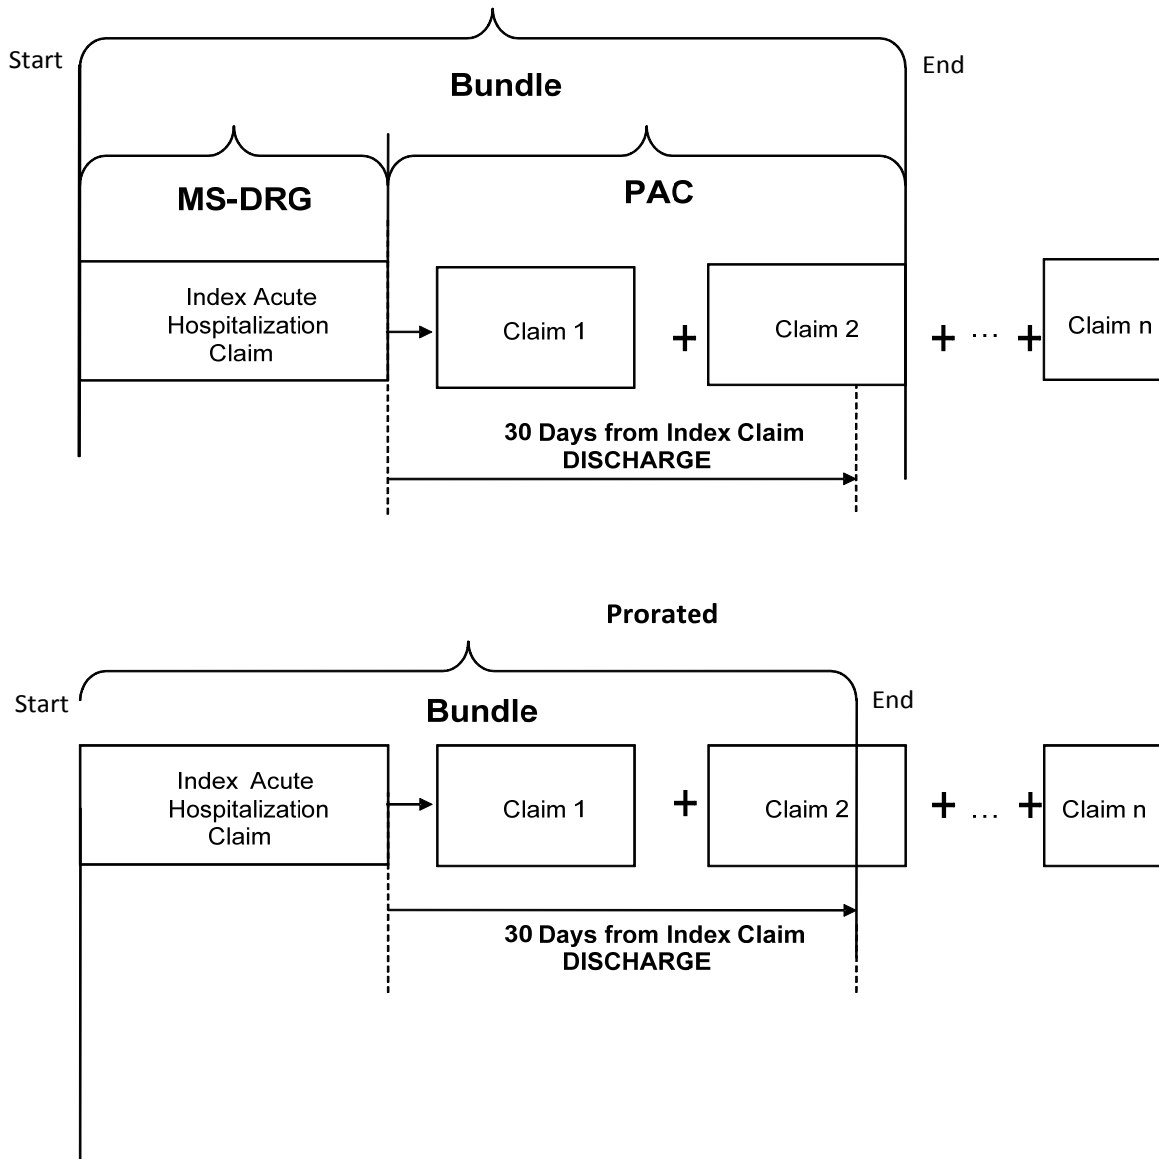 Start
End
Bundle
MS-DRG
PAC
Index Acute
Hospitalization
Claim
Claim 1
+
Claim 2
+ ... +
Claim n
30 Days from Index Claim
DISCHARGE
Prorated
Start
End
Bundle
Index Acute
Hospitalization
Claim
Claim 1
+
Claim 2
+ ... +
Claim n
30 Days from Index Claim
DISCHARGE